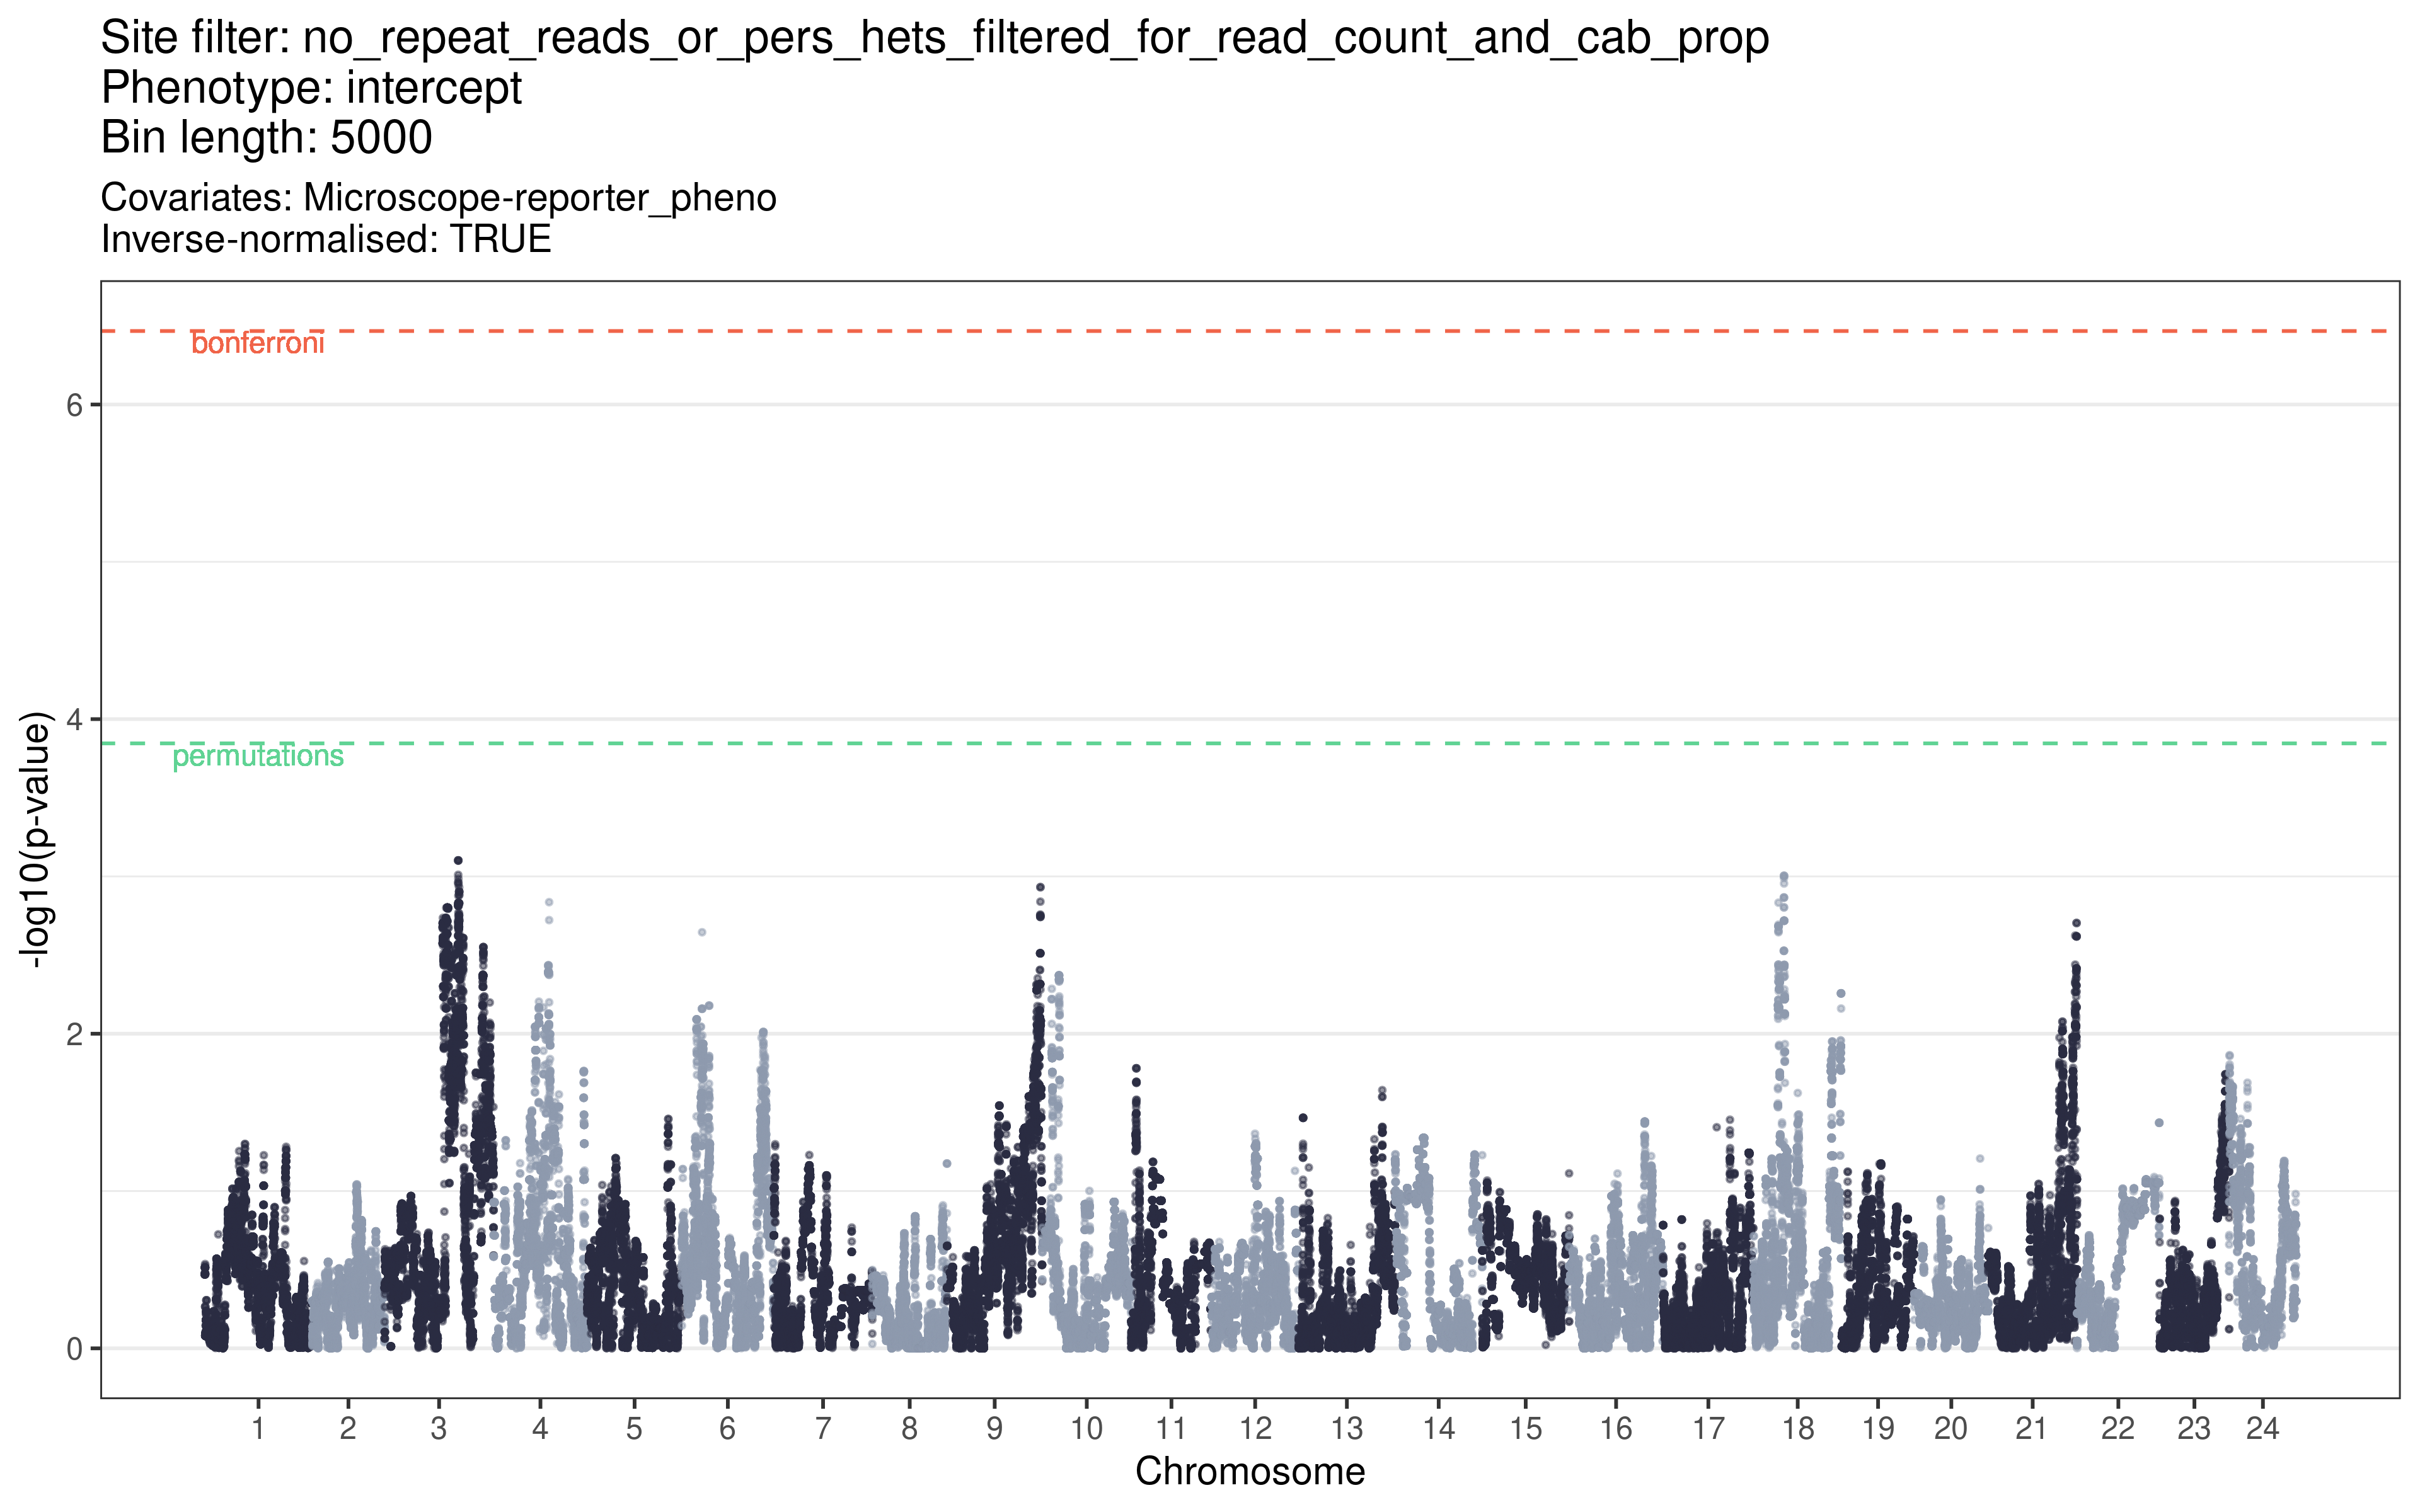 Site filter: no_repeat_reads_or_pers_hets_filtered_for_read_count_and_cab_prop
Phenotype: intercept
Bin length: 5000
Covariates: Microscope-reporter_pheno
Inverse-normalised: TRUE
bonferroni
6
4
permutations
-log10(p-value)
2
0
1 2 3 4 5 6 7 8 9 10 11 12 13 14 15 16 17 18 19 20 21 22 23 24
Chromosome